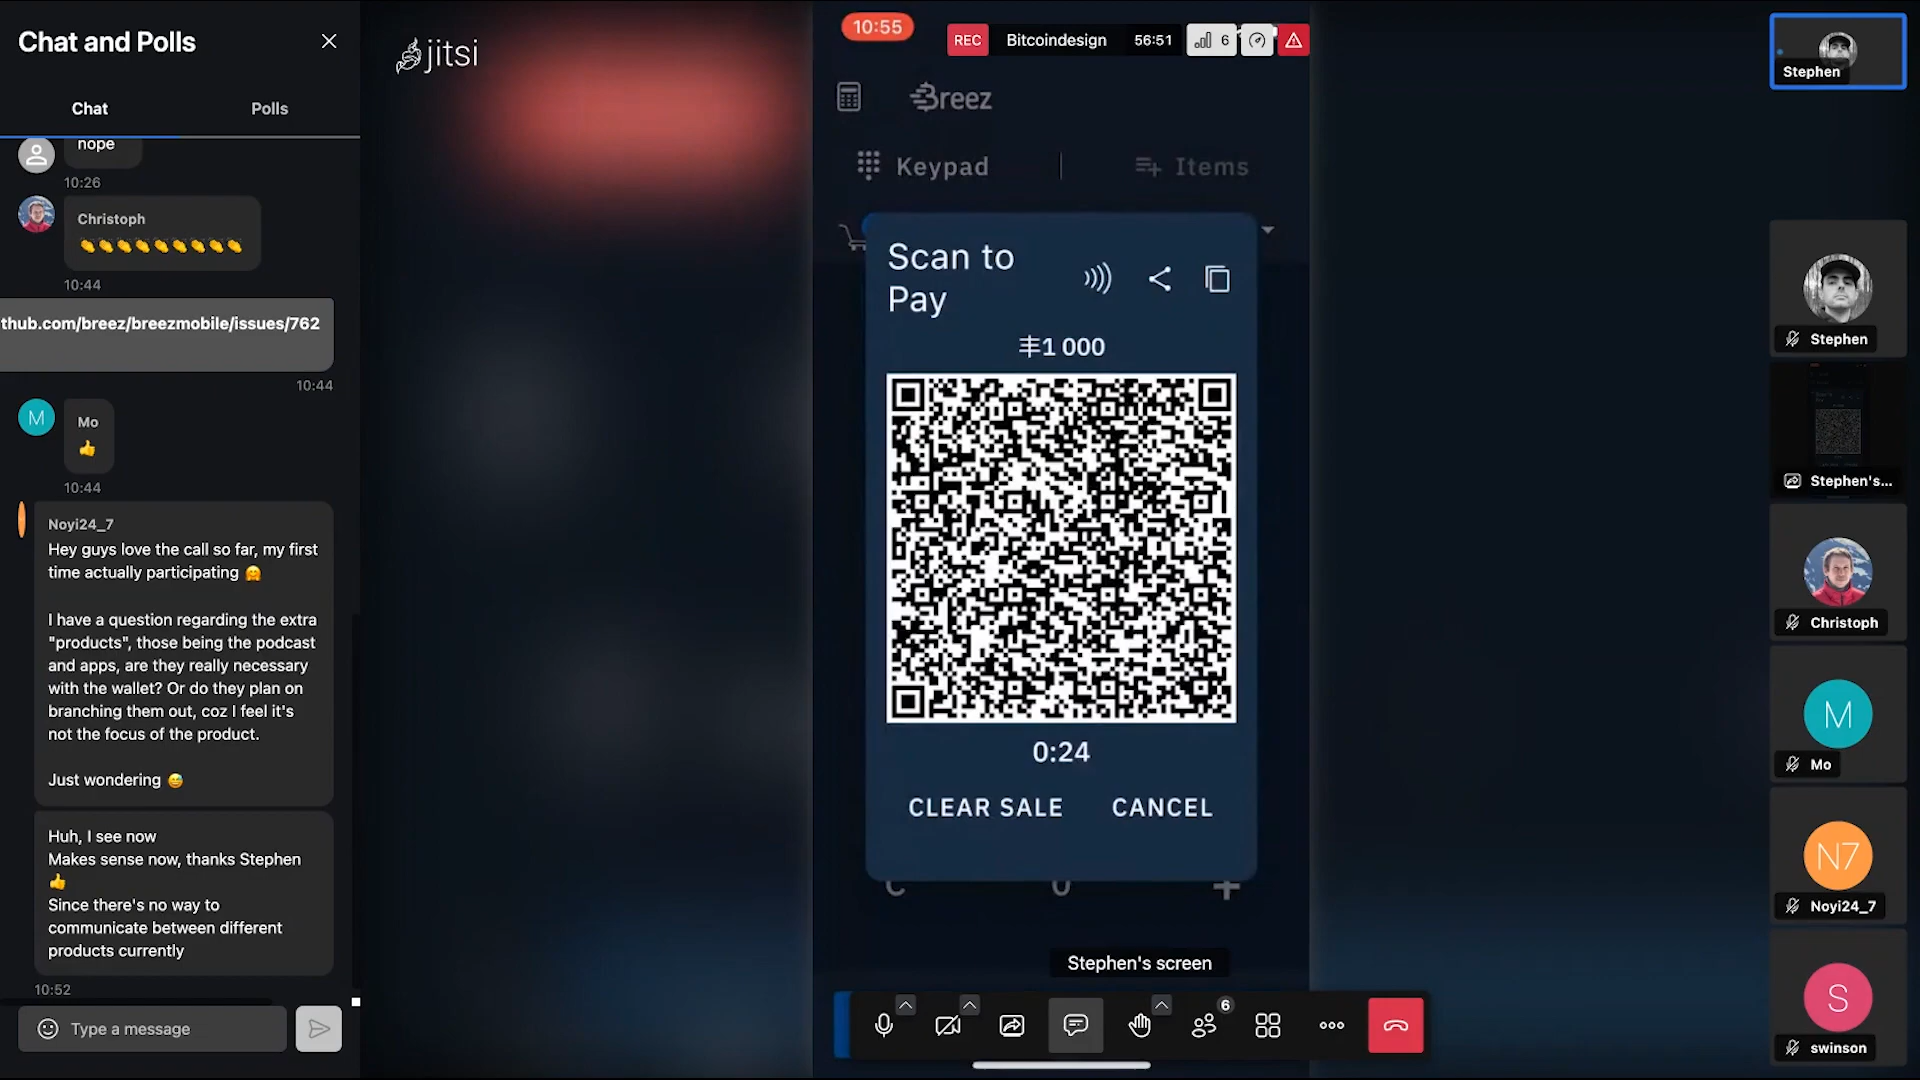 Chat and Polls
Chat
Polls
nope
10:26
Christoph
👏👏👏👏👏👏👏👏👏
10:44
thub.com/breez/breezmobile/issues/762
10:44
M
Mo
👍
10:44
Noyi24_7
Hey guys love the call so far, my first
time actually participating 🤗
I have a question regarding the extra
"products", those being the podcast
and apps, are they really necessary
with the wallet? Or do they plan on
branching them out, coz I feel it's
not the focus of the product.
Just wondering 😅
Huh, I see now
Makes sense now, thanks Stephen
👍
Since there's no way to
communicate between different
products currently
10:52
Type a message
jitsi
10:55
REC
Bitcoindesign
56:51
6
Breez
Keypad
Items
Scan to
Pay
丰1 000
0:24
CLEAR SALE
CANCEL
C
0
+
Stephen's screen
6
Stephen
Stephen
Stephen's...
Christoph
M
Mo
N7
Noyi24_7
S
swinson